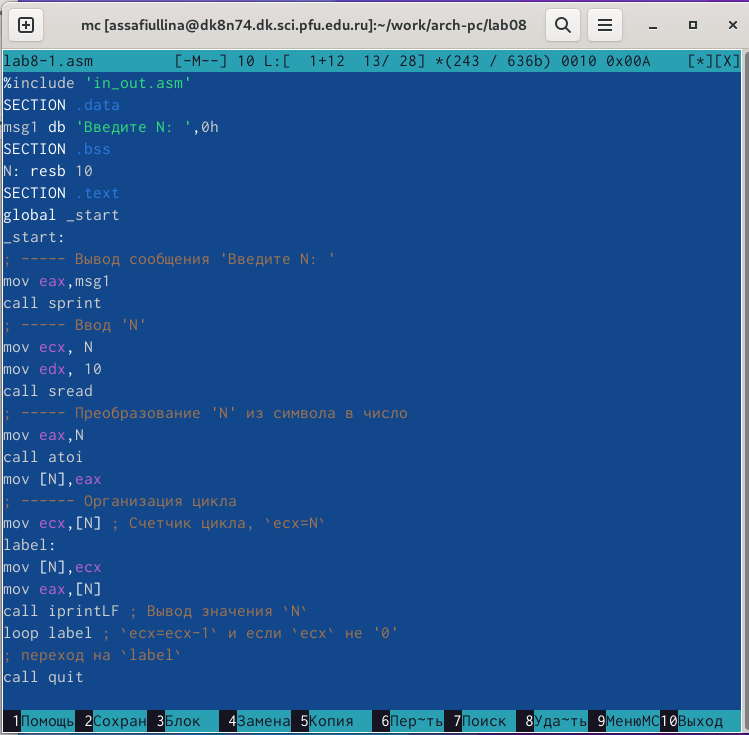 mc [assafiullina@dk8n74.dk.sci.pfu.edu.ru]:~/work/arch-pc/lab08
lab8-1.asm [-M--] 10 L:[ 1+12 13/ 28] *(243 / 636b) 0010 0x00A [*][X]
%include 'in_out.asm'
SECTION .data
msg1 db 'Введите N: ',0h
SECTION .bss
N: resb 10
SECTION .text
global _start
_start:
; ----- Вывод сообщения 'Введите N: '
mov eax,msg1
call sprint
; ----- Ввод 'N'
mov ecx, N
mov edx, 10
call sread
; ----- Преобразование 'N' из символа в число
mov eax,N
call atoi
mov [N],eax
; ------ Организация цикла
mov ecx,[N] ; Счетчик цикла, `ecx=N`
label:
mov [N],ecx
mov eax,[N]
call iprintLF ; Вывод значения `N`
loop label ; `ecx=ecx-1` и если `ecx` не '0'
; переход на `label`
call quit
1Помощь 2Сохран 3Блок 4Замена 5Копия 6Пер~ть 7Поиск 8Уда~ть 9МенюMC 10Выход